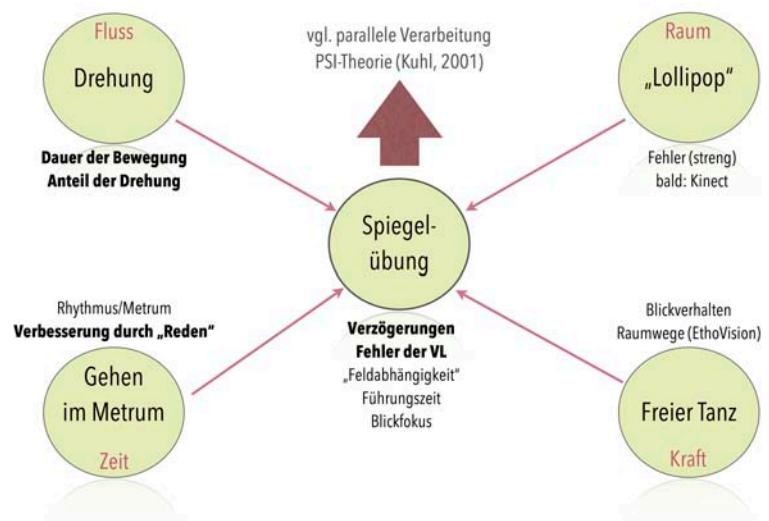 Fluss
Drehung
Dauer der Bewegung
Anteil der Drehung
vgl. parallele Verarbeitung
PSI-Theorie (Kuhl, 2001)
Raum
„Lollipop“
Fehler (streng)
bald: Kinect
Spiegel-
übung
Verzögerungen
Fehler der VL
„Feldabhängigkeit“
Führungszeit
Blickfokus
Rhythmus/Metrum
Verbesserung durch „Reden“
Gehen
im Metrum
Zeit
Blickverhalten
Raumwege (EthoVision)
Freier Tanz
Kraft